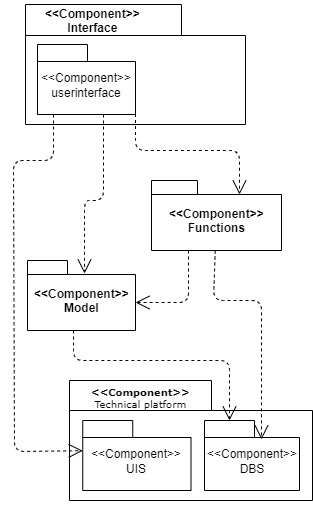 <<Component>>
Interface
<<Component>>
userinterface
<<Component>>
Functions
<<Component>>
Model
<<Component>>
Technical platform
<<Component>>
UIS
<<Component>>
DBS